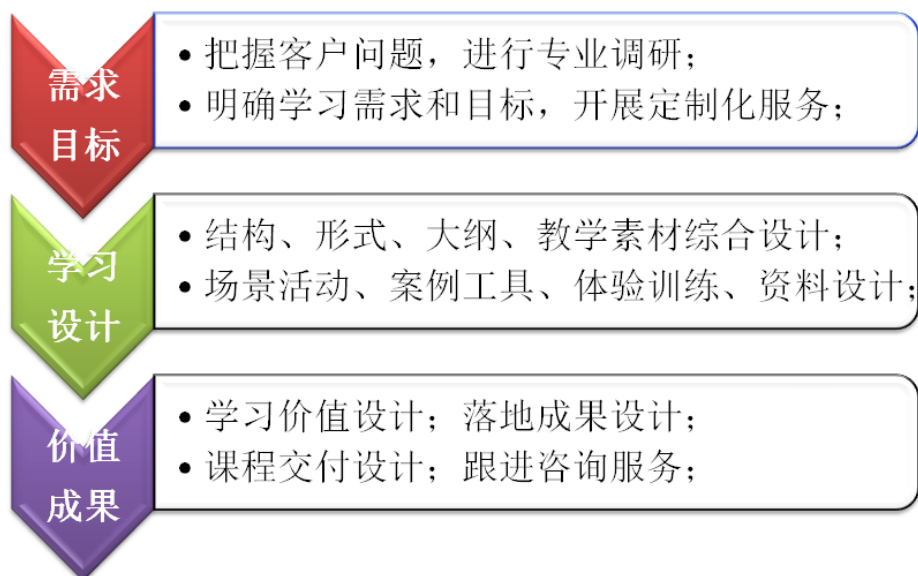 需求
目标
• 把握客户问题，进行专业调研；
• 明确学习需求和目标，开展定制化服务；
学习
设计
• 结构、形式、大纲、教学素材综合设计；
• 场景活动、案例工具、体验训练、资料设计；
价值
成果
• 学习价值设计；落地成果设计；
• 课程交付设计；跟进咨询服务；